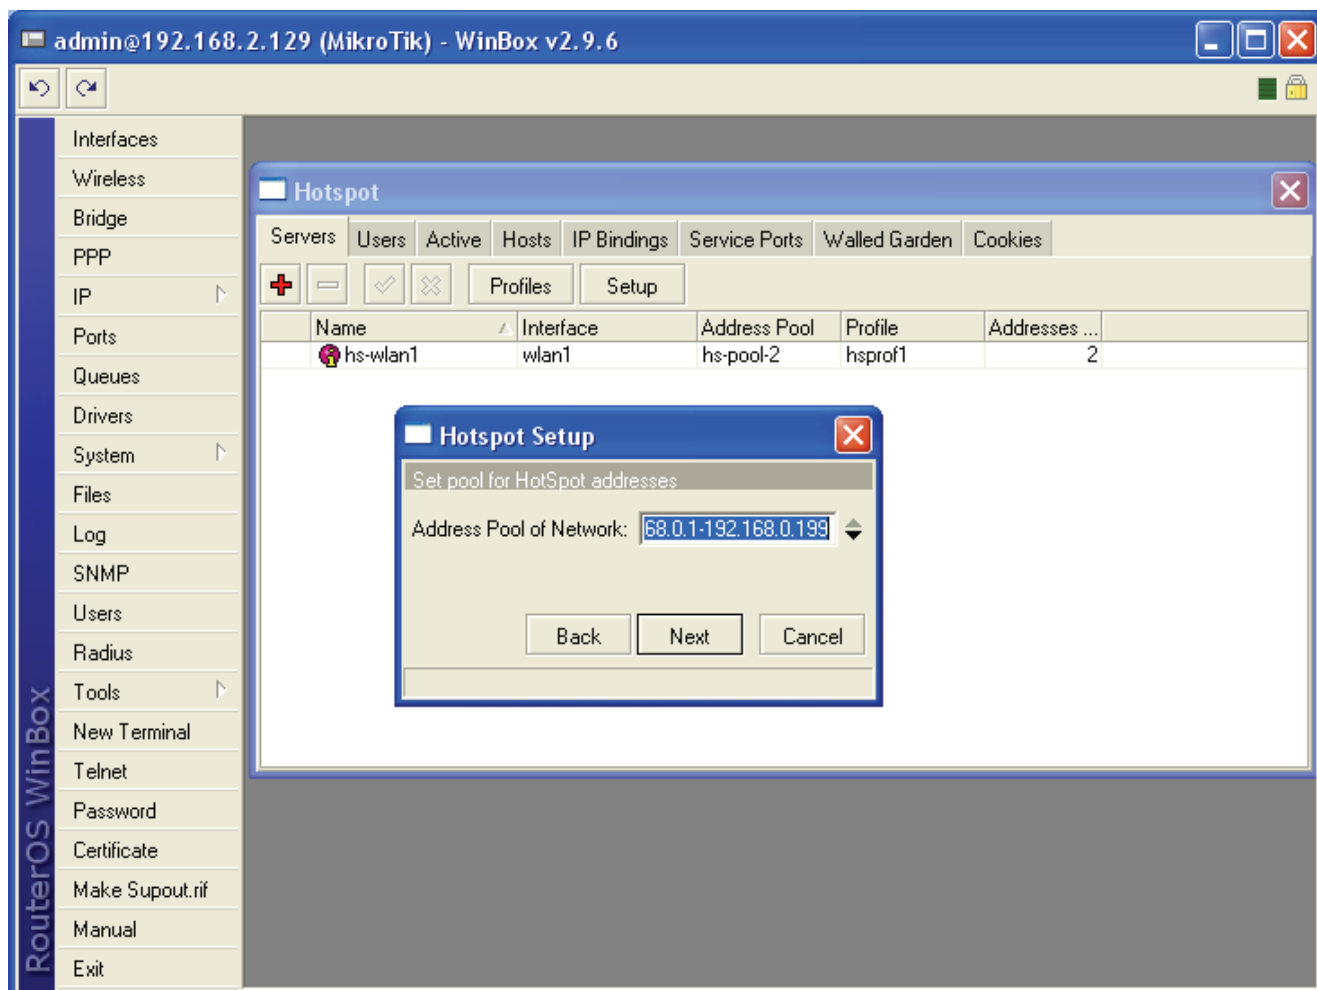 admin@192.168.2.129 (MikroTik) - WinBox v2.9.6
RouterOS WinBox
Interfaces
Wireless
Bridge
PPP
IP
Ports
Queues
Drivers
System
Files
Log
SNMP
Users
Radius
Tools
New Terminal
Telnet
Password
Certificate
Make Supout.rif
Manual
Exit
Hotspot
Servers Users Active Hosts IP Bindings Service Ports Walled Garden Cookies
Profiles Setup
Name Interface Address Pool Profile Addresses ...
hs-wlan1 wlan1 hs-pool-2 hsprof1 2
Hotspot Setup
Set pool for HotSpot addresses
Address Pool of Network: 68.0.1-192.168.0.199
Back Next Cancel